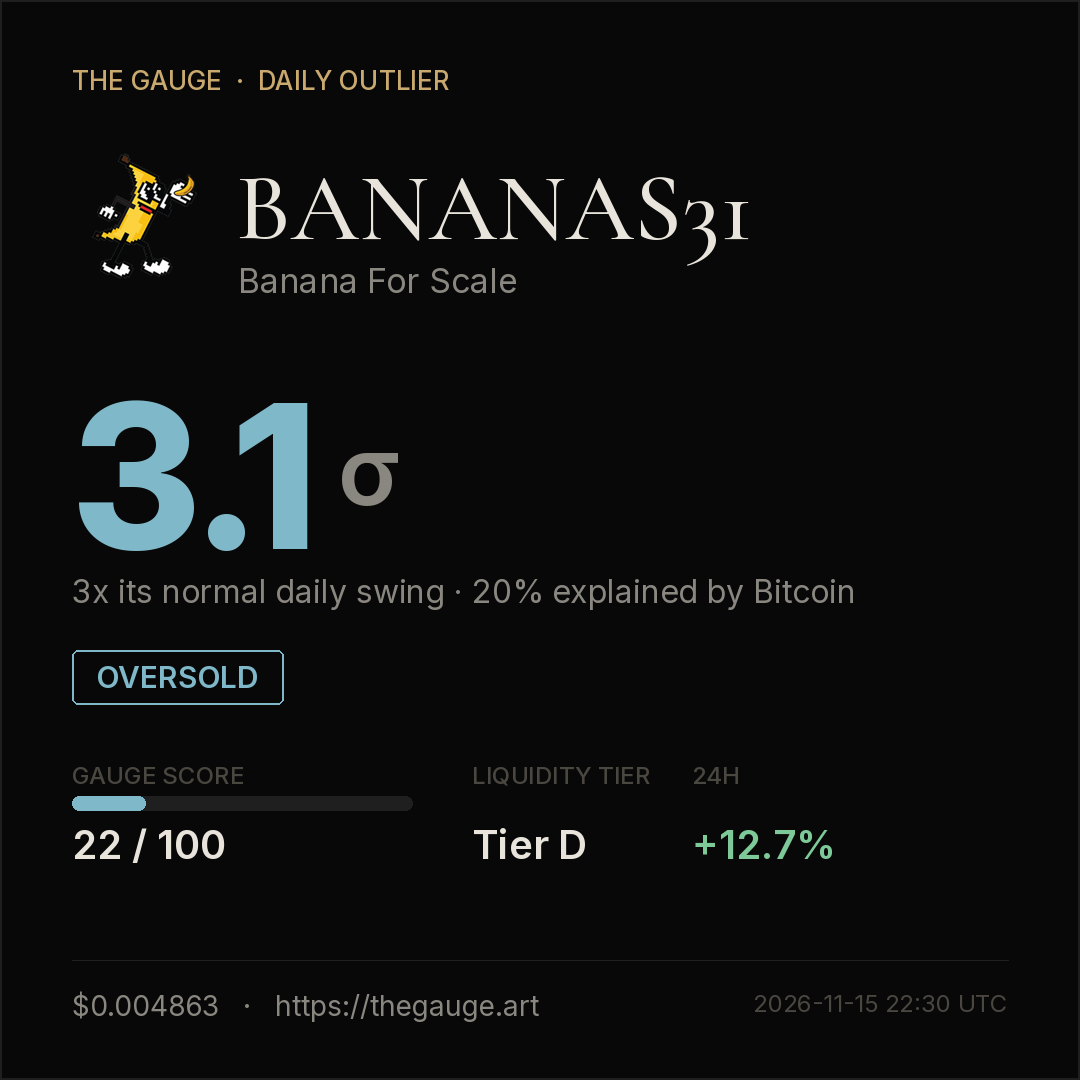 THE GAUGE · DAILY OUTLIER
BANANAS31
Banana For Scale
3.1 σ
3x its normal daily swing · 20% explained by Bitcoin
OVERSOLD
GAUGE SCORE LIQUIDITY TIER 24H
22 / 100 Tier D +12.7%
$0.004863 · https://thegauge.art 2026-11-15 22:30 UTC